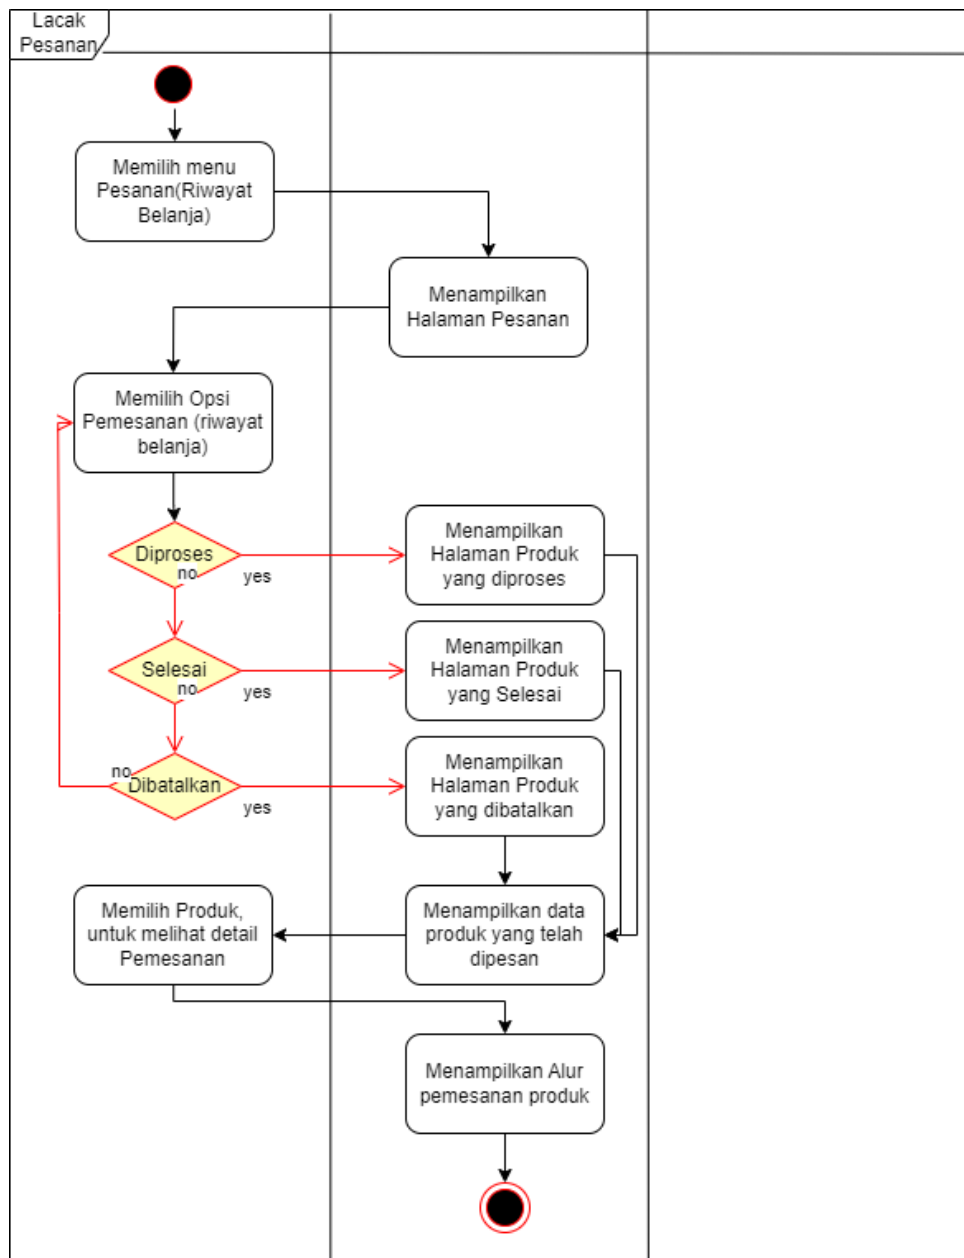 Lacak
Pesanan
Memilih menu
Pesanan(Riwayat
Belanja)
Menampilkan
Halaman Pesanan
Memilih Opsi
Pemesanan (riwayat
belanja)
Diproses
no
yes
Menampilkan
Halaman Produk
yang diproses
Selesai
no
yes
Menampilkan
Halaman Produk
yang Selesai
no
Dibatalkan
yes
Menampilkan
Halaman Produk
yang dibatalkan
Memilih Produk,
untuk melihat detail
Pemesanan
Menampilkan data
produk yang telah
dipesan
Menampilkan Alur
pemesanan produk